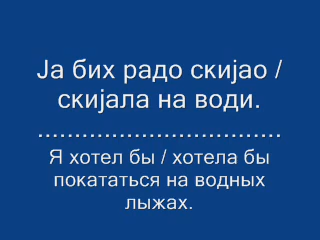 Ја бих радо скијао /
скијала на води.
.................................
Я хотел бы / хотела бы
покататься на водных
лыжах.